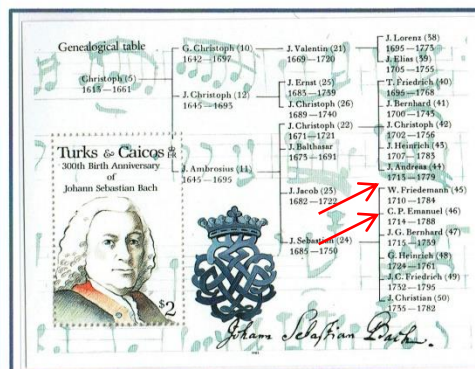 Genealogical table
Christoph (5)
1613—1661
G. Christoph (10)
1642—1697
J. Christoph (12)
1645—1693
J. Ambrosius (11)
1645—1695
J. Valentin (21)
1669—1720
J. Ernst (25)
1683—1739
J. Christoph (26)
1689—1740
J. Christoph (22)
1671—1721
J. Balthasar
1673—1691
J. Jacob (23)
1682—1722
J. Sebastian (24)
1685—1750
J. Lorenz (38)
1695—1773
J. Elias (39)
1705—1755
T. Friedrich (40)
1695—1768
J. Bernhard (41)
1700—1743
J. Christoph (42)
1702—1756
J. Heinrich (43)
1707—1783
J. Andreas (44)
1713—1779
W. Friedemann (45)
1710—1784
C. P. Emanuel (46)
1714—1788
J. G. Bernhard (47)
1715—1739
G. Heinrich (48)
1724—1761
J. C. Friedrich (49)
1732—1795
J. Christian (50)
1735—1782
Turks & Caicos
300th Birth Anniversary
of
Johann Sebastian Bach
$2
Johann Sebastian Bach.